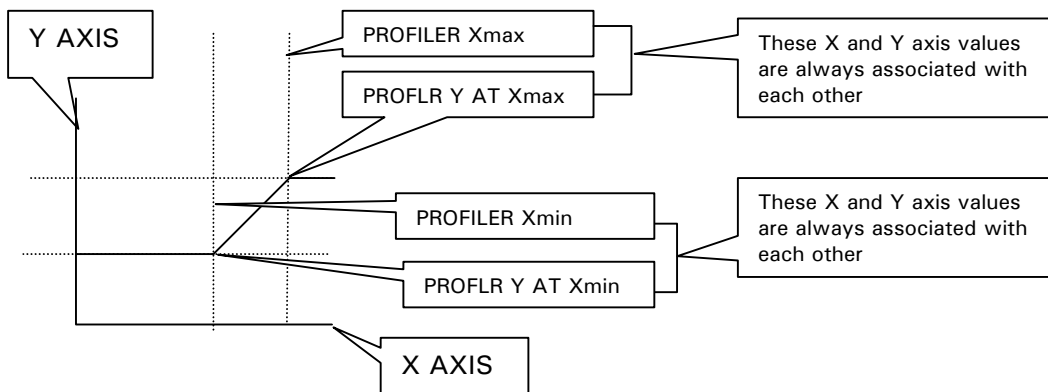 Y AXIS
PROFILER Xmax
PROFLR Y AT Xmax
These X and Y axis values
are always associated with
each other
PROFILER Xmin
PROFLR Y AT Xmin
These X and Y axis values
are always associated with
each other
X AXIS